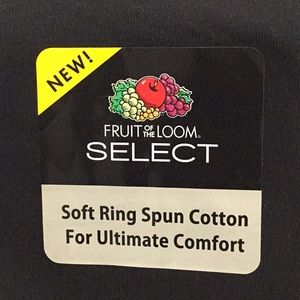 NEW!
FRUIT OF THE LOOM®
SELECT
Soft Ring Spun Cotton
For Ultimate Comfort